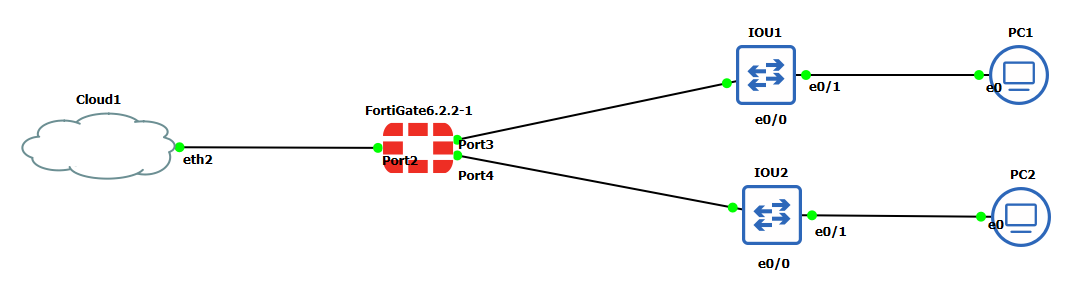 Cloud1
eth2
FortiGate6.2.2-1
Port2
Port3
Port4
IOU1
e0/0
e0/1
PC1
e0
IOU2
e0/0
e0/1
PC2
e0